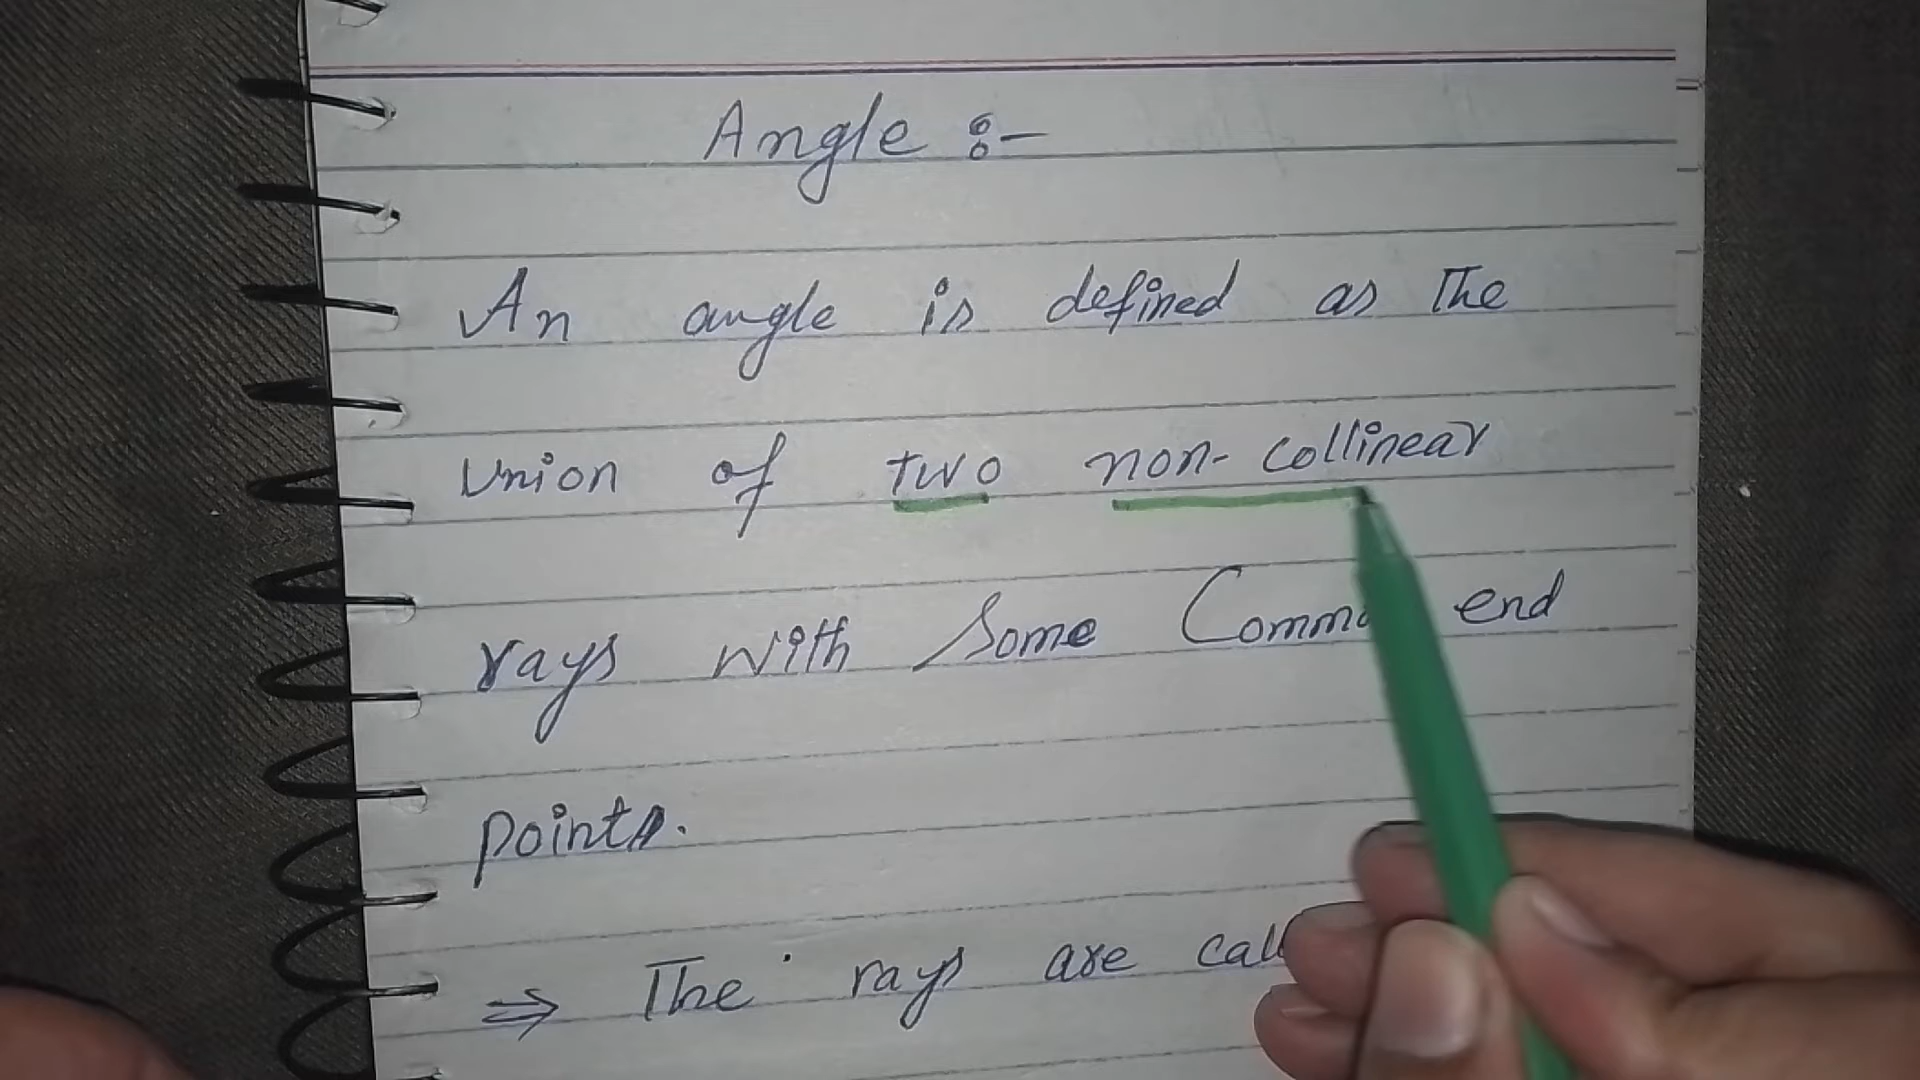 Angle :-
An angle is defined as the
union of two non-collinear
rays with some end
points.
⇒ The rays are